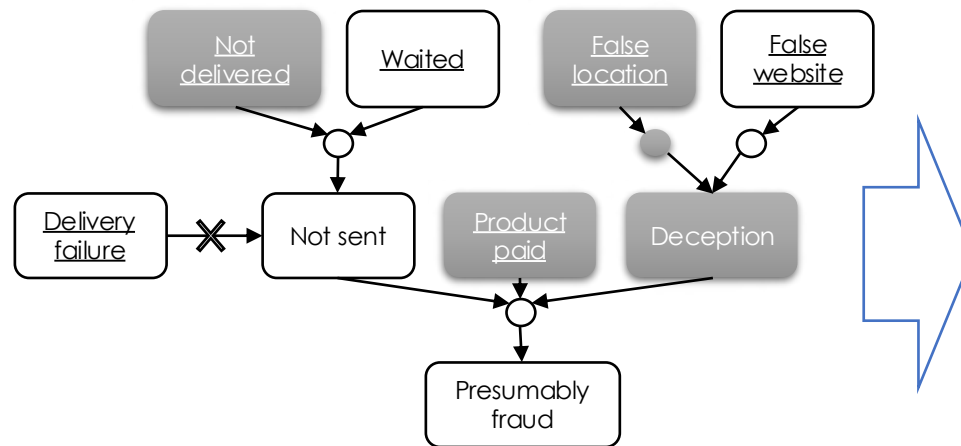 Not
delivered
Waited
False
location
False
website
Delivery
failure
Not sent
Product
paid
Deception
Presumably
fraud